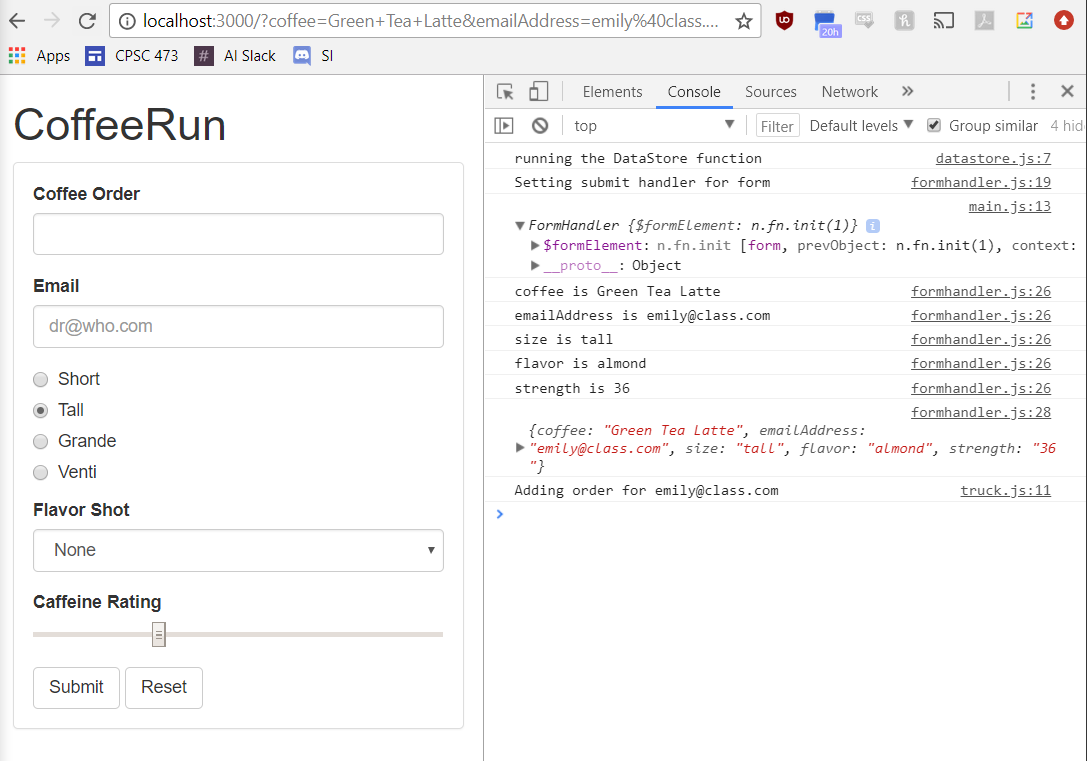 localhost:3000/?coffee=Green+Tea+Latte&emailAddress=emily%40class....
20h
Apps CPSC 473 # AI Slack SI
CoffeeRun
Coffee Order
Email
dr@who.com
Short
Tall
Grande
Venti
Flavor Shot
None
Caffeine Rating
Submit Reset
Elements Console Sources Network »
top Filter Default levels Group similar 4 hid
running the DataStore function datastore.js:7
Setting submit handler for form formhandler.js:19
main.js:13
FormHandler {$formElement: n.fn.init(1)} i
$formElement: n.fn.init [form, prevObject: n.fn.init(1), context:
__proto__: Object
coffee is Green Tea Latte formhandler.js:26
emailAddress is emily@class.com formhandler.js:26
size is tall formhandler.js:26
flavor is almond formhandler.js:26
strength is 36 formhandler.js:26
formhandler.js:28
{coffee: "Green Tea Latte", emailAddress:
"emily@class.com", size: "tall", flavor: "almond", strength: "36
"}
Adding order for emily@class.com truck.js:11